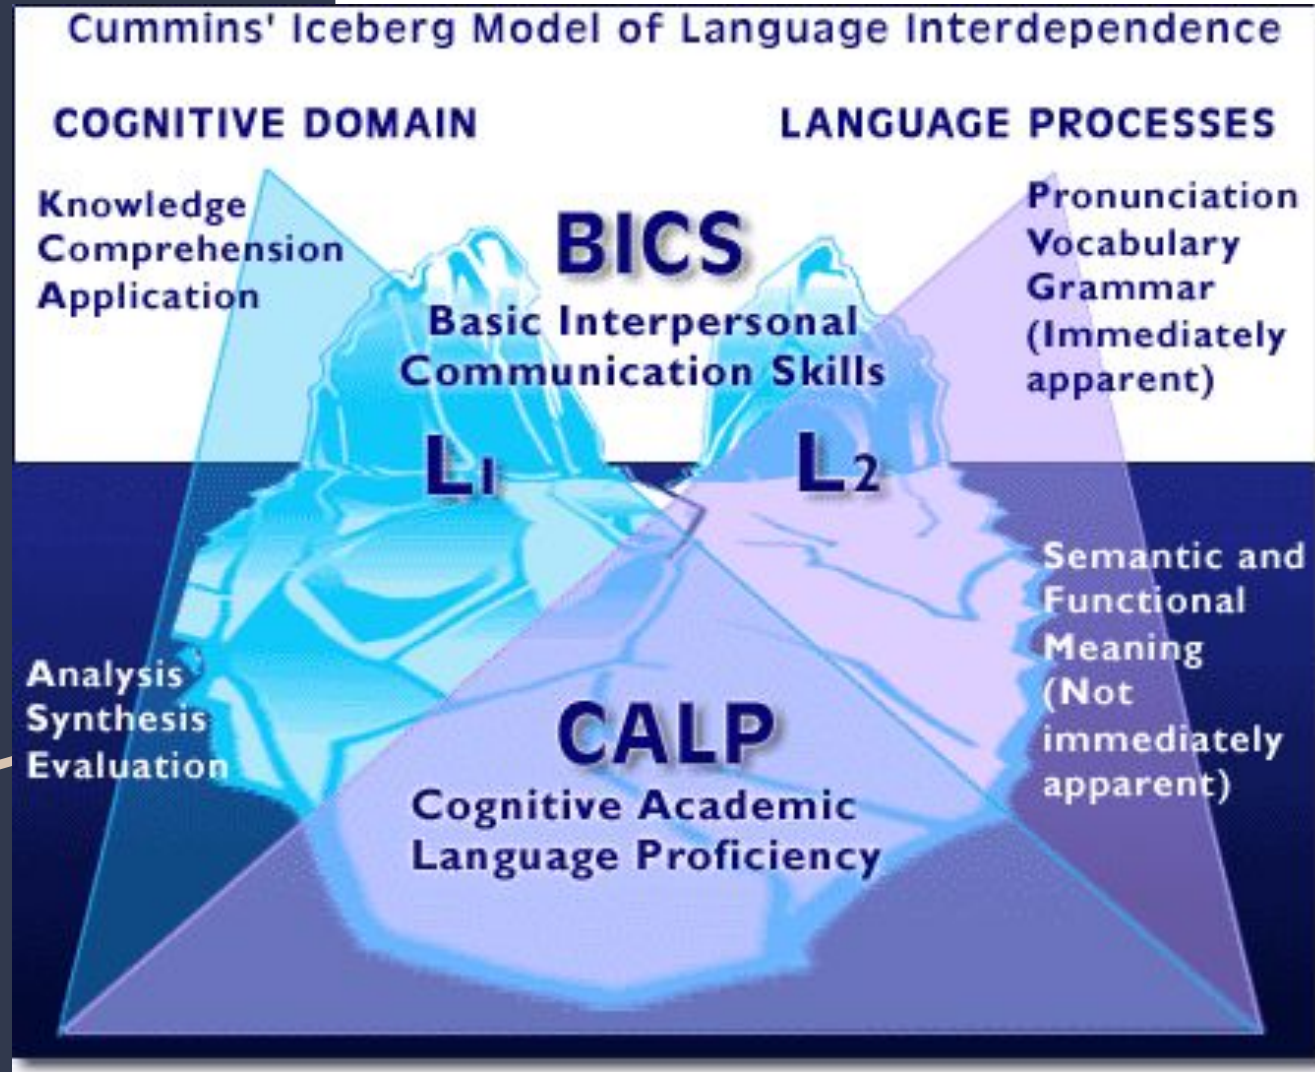 Cummins' Iceberg Model of Language Interdependence
COGNITIVE DOMAIN
Knowledge
Comprehension
Application
LANGUAGE PROCESSES
Pronunciation
Vocabulary
Grammar
(Immediately
apparent)
BICS
Basic Interpersonal
Communication Skills
L1
L2
Analysis
Synthesis
Evaluation
Semantic and
Functional
Meaning
(Not
immediately
apparent)
CALP
Cognitive Academic
Language Proficiency